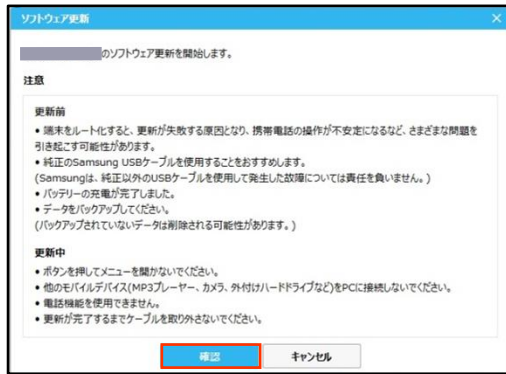 ソフトウェア更新
のソフトウェア更新を開始します。
注意
更新前
• 端末をルート化すると、更新が失敗する原因となり、携帯電話の操作が不安定になるなど、さまざまな問題を
引き起こす可能性があります。
• 純正のSamsung USBケーブルを使用することをおすすめします。
(Samsungは、純正以外のUSBケーブルを使用して発生した故障については責任を負いません。)
• バッテリーの充電が完了しました。
• データをバックアップしてください。
(バックアップされていないデータは削除される可能性があります。)
更新中
• ボタンを押してメニューを開かないでください。
• 他のモバイルデバイス(MP3プレーヤー、カメラ、外付けハードドライブなど)をPCに接続しないでください。
• 電話機能を使用できません。
• 更新が完了するまでケーブルを取り外さないでください。
確認 キャンセル